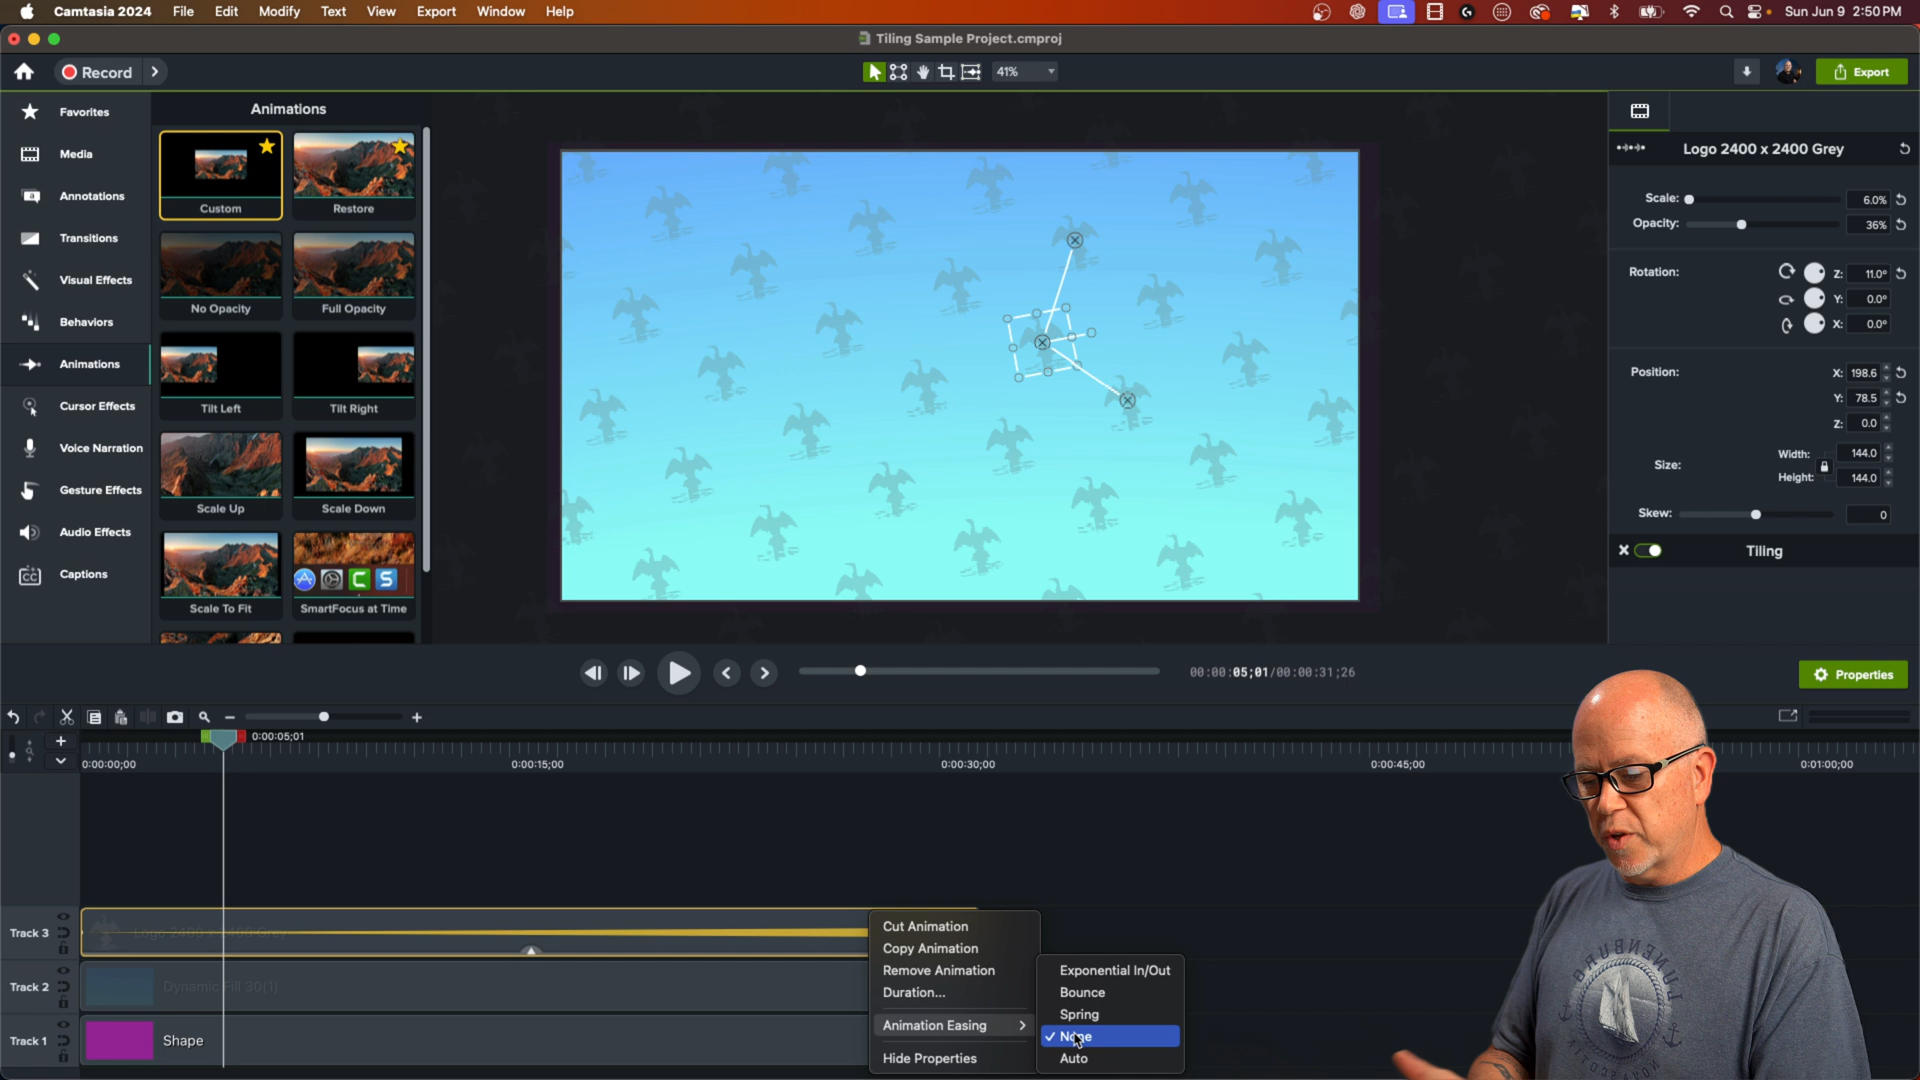 Camtasia 2024 File Edit Modify Text View Export Window Help Sun Jun 9 2:50 PM
Tiling Sample Project.cmproj
Record 41% Export
Favorites
Media
Annotations
Transitions
Visual Effects
Behaviors
Animations
Cursor Effects
Voice Narration
Gesture Effects
Audio Effects
Captions
Animations
Custom Restore
No Opacity Full Opacity
Tilt Left Tilt Right
Scale Up Scale Down
Scale To Fit SmartFocus at Time
Logo 2400 x 2400 Grey
Scale: 6.0%
Opacity: 36%
Rotation: Z: 11.0º
Y: 0.0º
X: 0.0º
Position: X: 198.6
Y: 78.5
Z: 0.0
Size: Width: 144.0
Height: 144.0
Skew: 0
Tiling
00:00:05;01/00:00:31;26
Properties
0:00:05;01
0:00:00;00 0:00:15;00 0:00:30;00 0:00:45;00 0:01:00;00
Track 3 Logo 2400 x 2400 Grey
Track 2 Dynamic Fill 30(1)
Track 1 Shape
Cut Animation
Copy Animation
Remove Animation
Duration...
Animation Easing
Hide Properties
Exponential In/Out
Bounce
Spring
None
Auto